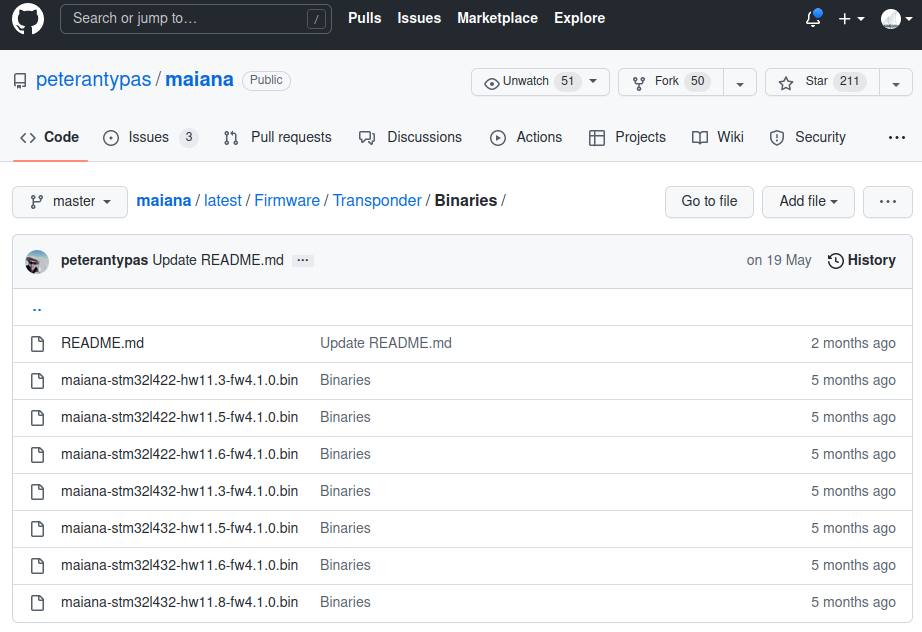 Search or jump to… / Pulls Issues Marketplace Explore
peterantypas / maiana Public Unwatch 51 Fork 50 Star 211
Code Issues 3 Pull requests Discussions Actions Projects Wiki Security ...
master maiana / latest / Firmware / Transponder / Binaries / Go to file Add file ...
peterantypas Update README.md ... on 19 May History
..
README.md Update README.md 2 months ago
maiana-stm32l422-hw11.3-fw4.1.0.bin Binaries 5 months ago
maiana-stm32l422-hw11.5-fw4.1.0.bin Binaries 5 months ago
maiana-stm32l422-hw11.6-fw4.1.0.bin Binaries 5 months ago
maiana-stm32l432-hw11.3-fw4.1.0.bin Binaries 5 months ago
maiana-stm32l432-hw11.5-fw4.1.0.bin Binaries 5 months ago
maiana-stm32l432-hw11.6-fw4.1.0.bin Binaries 5 months ago
maiana-stm32l432-hw11.8-fw4.1.0.bin Binaries 5 months ago